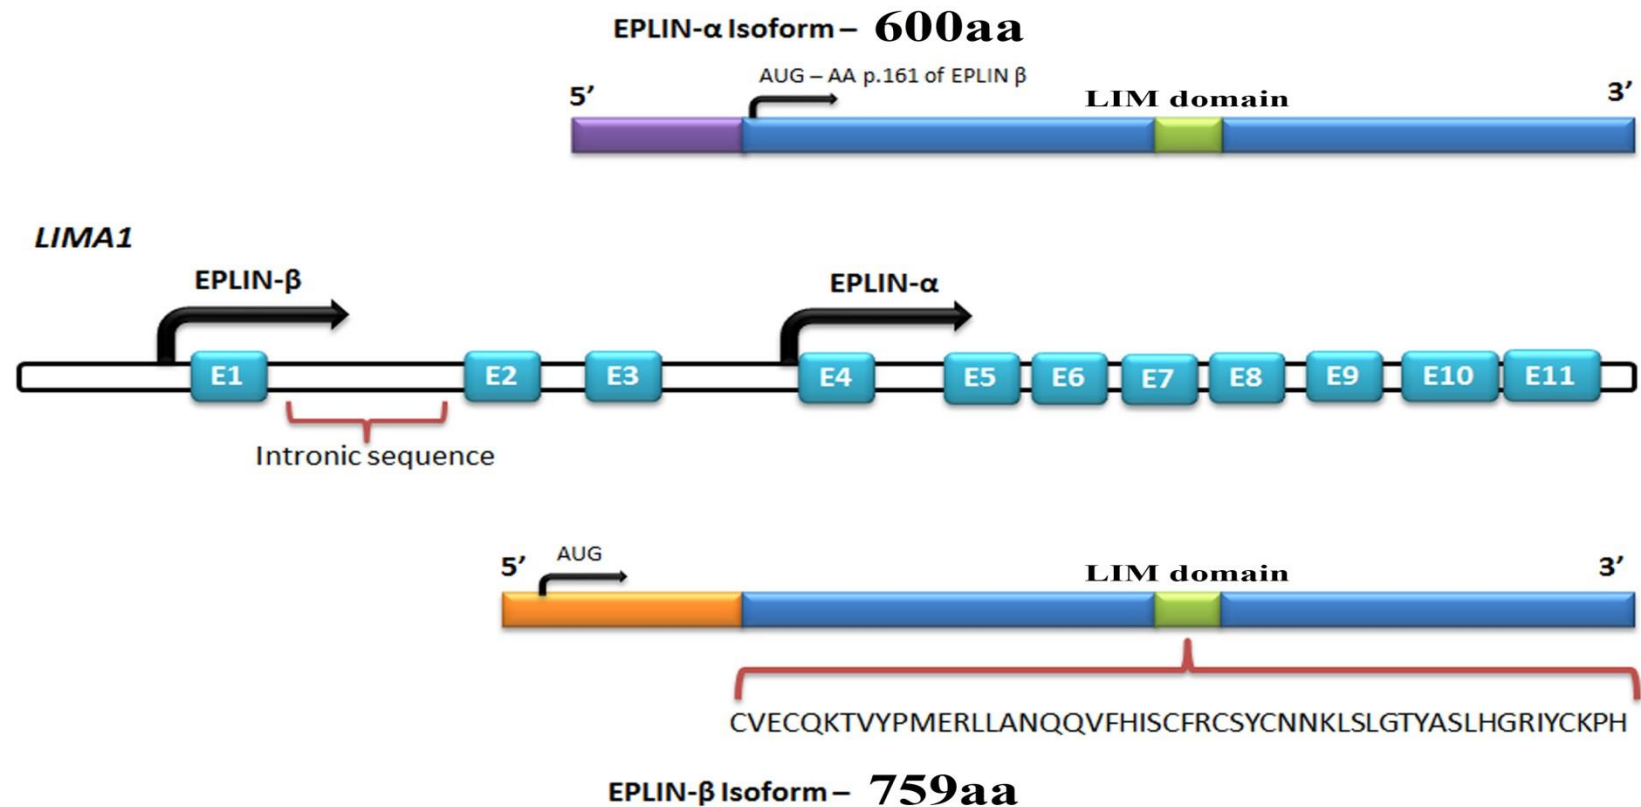 EPLIN-α Isoform – 600aa
AUG – AA p.161 of EPLIN β
5’
LIM domain
3’
LIMA1
EPLIN-β
EPLIN-α
E1
E2
E3
E4
E5
E6
E7
E8
E9
E10
E11
Intronic sequence
5’
AUG
LIM domain
3’
CVECQKTVYPMERLLANQQVFHISCFRCSYCNNKLSLGTYASLHGRIYCKPH
EPLIN-β Isoform – 759aa